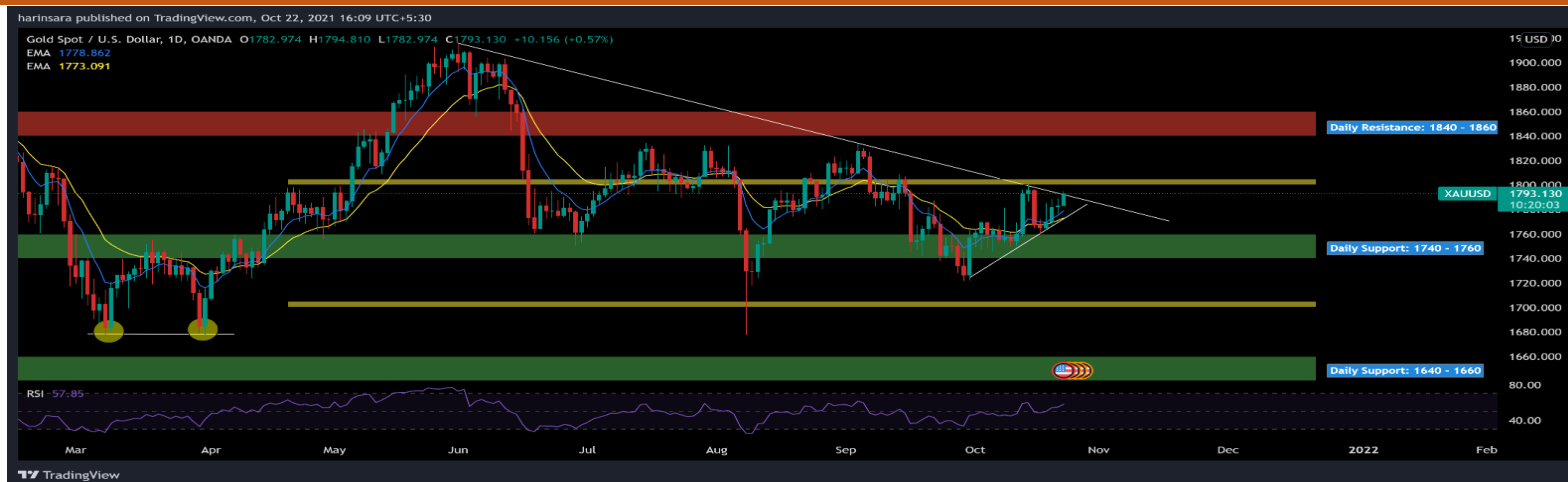 harinsara published on TradingView.com, Oct 22, 2021 16:09 UTC+5:30
Gold Spot / U.S. Dollar, 1D, OANDA O1782.974 H1794.810 L1782.974 C1793.130 +10.156 (+0.57%)
EMA 1778.862
EMA 1773.091
USD
1900.000
1880.000
1860.000
Daily Resistance: 1840 - 1860
1840.000
1820.000
1800.000
XAUUSD 1793.130
10:20:03
1760.000
Daily Support: 1740 - 1760
1740.000
1720.000
1700.000
1680.000
1660.000
Daily Support: 1640 - 1660
80.00
RSI 57.85
40.00
Mar Apr May Jun Jul Aug Sep Oct Nov Dec 2022 Feb
TradingView